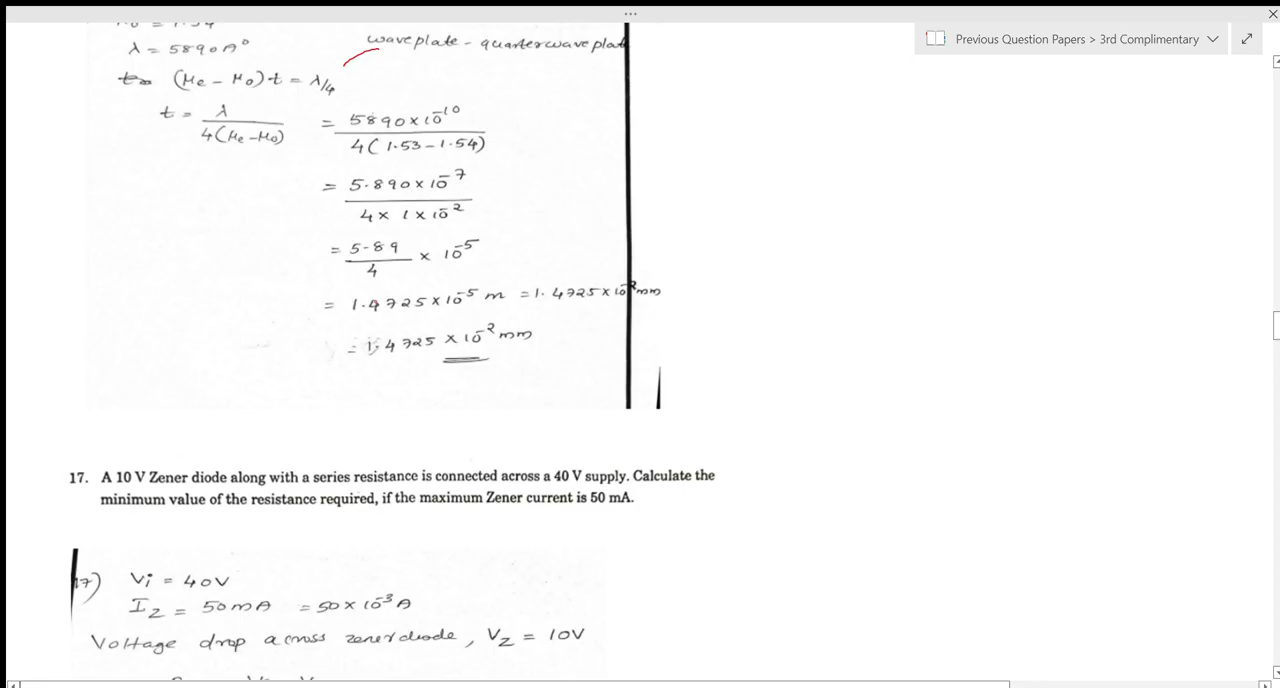 Previous Question Papers > 3rd Complimentary
λ = 5890A°
wave plate - quarterwave plat
(μe - μo)t = λ/4
t = λ / 4(μe - μo) = 5890 × 10^-10 / 4(1.53 - 1.54)
= 5.890 × 10^-7 / 4 × 1 × 10^-2
= 5.89 / 4 × 10^-5
= 1.4725 × 10^-5 m = 1.4725 × 10^-2 mm
= 1.4725 × 10^-2 mm
17. A 10 V Zener diode along with a series resistance is connected across a 40 V supply. Calculate the
minimum value of the resistance required, if the maximum Zener current is 50 mA.
17) Vi = 40V
Iz = 50mA = 50 × 10^-3 A
Voltage drop across zener diode, Vz = 10V